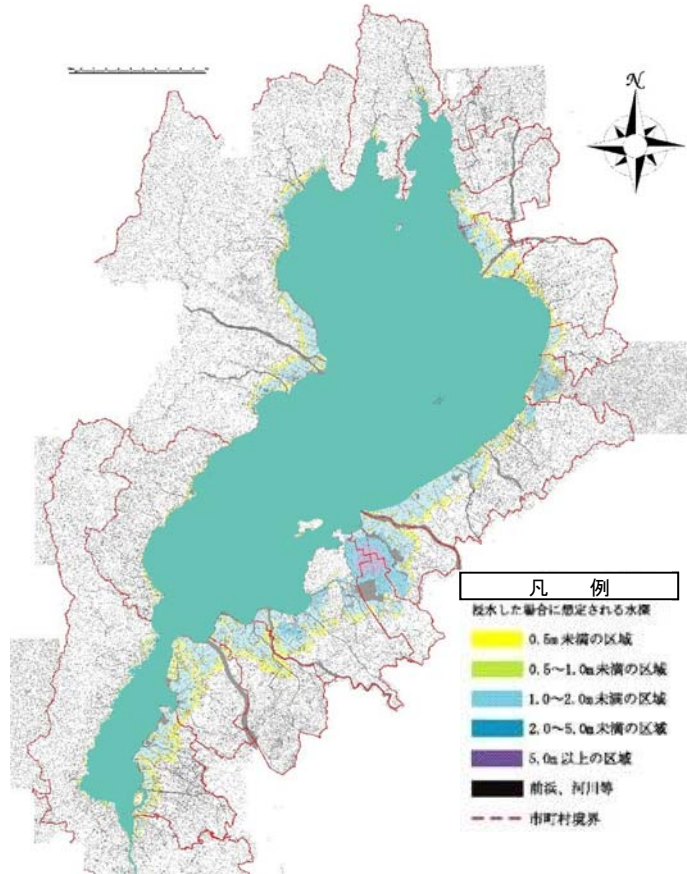 N
凡 例
浸水した場合に想定される水深
0.5m未満の区域
0.5～1.0m未満の区域
1.0～2.0m未満の区域
2.0～5.0m未満の区域
5.0m以上の区域
前浜、河川等
市町村境界